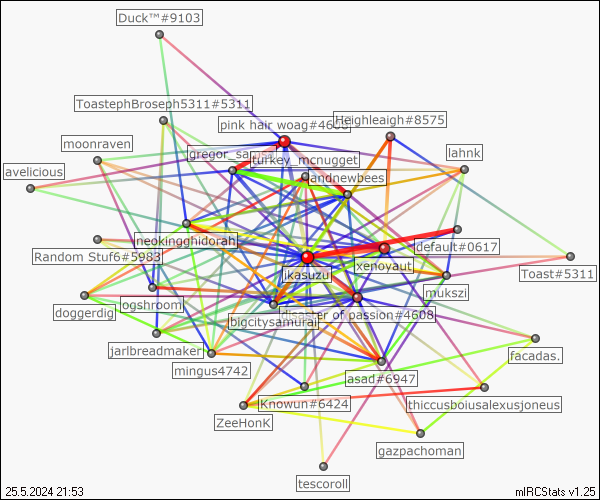 Duck™#9103
ToastephBroseph5311#5311
pink hair woag#4608
Heighleaigh#8575
moonraven
turkey_mcnugget
lahnk
avelicious
andnewbees
neokingghidorah
default#0617
Random Stuf6#5983
xenoyaut
jkasuzu
Toast#5311
mukszi
doggerdig
ogshroom
disaster of passion#4608
bigcitysamurai
jarlbreadmaker
facadas.
mingus4742
asad#6947
Knowun#6424
thiccusboiusalexusjoneus
ZeeHonK
gazpachoman
tescoroll
25.5.2024 21:53
mIRCStats v1.25